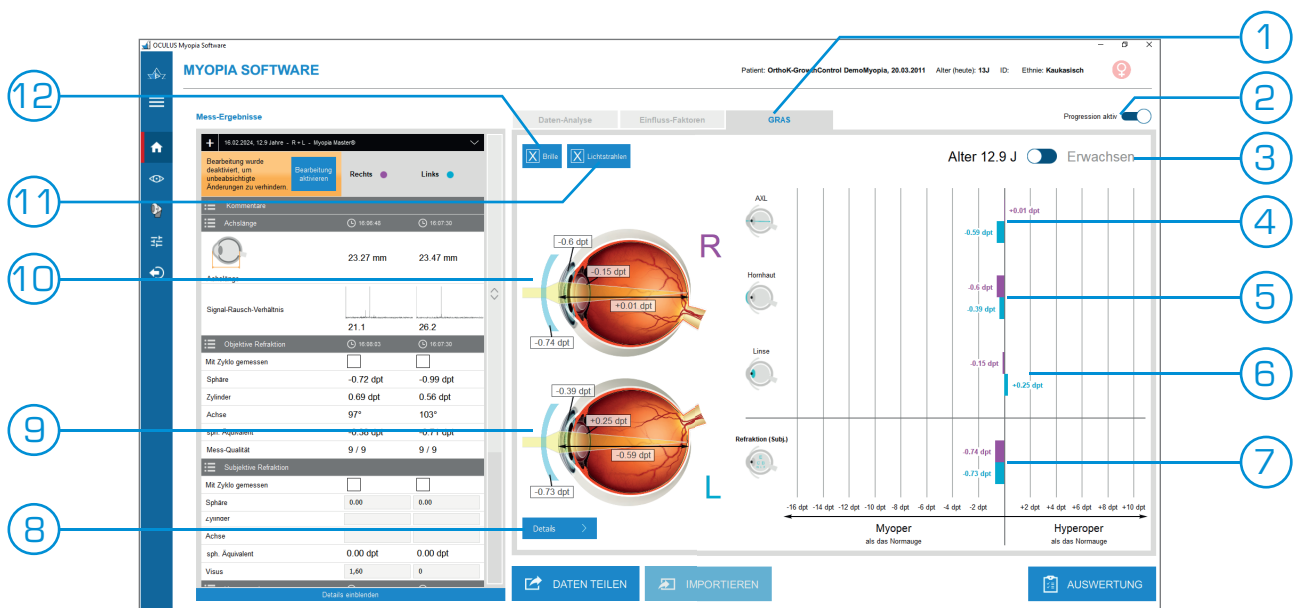 1
OCULUS Myopia Software
MYOPIA SOFTWARE
Patient: OrthoK-GrowthControl DemoMyopia, 20.03.2011 Alter (heute): 13J ID: Ethnie: Kaukasisch
12
2
Mess-Ergebnisse
Daten-Analyse Einfluss-Faktoren GRAS
Progression aktiv
16.02.2024, 12.9 Jahre - R + L - Myopia Master®
Bearbeitung wurde
deaktiviert, um
unbeabsichtigte
Änderungen zu verhindern.
Bearbeitung
aktivieren
Rechts Links
X Brille X Lichtstrahlen
Alter 12.9 J Erwachsen
3
11
Kommentare
Achslänge 16:06:48 16:07:30
23.27 mm 23.47 mm
Achslänge
Signal-Rausch-Verhältnis
21.1 26.2
Objektive Refraktion 16:08:03 16:07:30
Mit Zyklo gemessen
Sphäre -0.72 dpt -0.99 dpt
Zylinder 0.69 dpt 0.56 dpt
Achse 97° 103°
sph. Äquivalent -0.38 dpt -0.71 dpt
Mess-Qualität 9 / 9 9 / 9
Subjektive Refraktion
Mit Zyklo gemessen
Sphäre 0.00 0.00
Zylinder
Achse
sph. Äquivalent 0.00 dpt 0.00 dpt
Visus 1,60 0
Details einblenden
10
-0.6 dpt
R
-0.15 dpt
+0.01 dpt
-0.74 dpt
9
-0.39 dpt
+0.25 dpt
-0.59 dpt
-0.73 dpt
L
8
Details
AXL
+0.01 dpt
-0.59 dpt
4
Hornhaut
-0.6 dpt
-0.39 dpt
5
Linse
-0.15 dpt
+0.25 dpt
6
Refraktion (Subj.)
-0.74 dpt
-0.73 dpt
7
-16 dpt -14 dpt -12 dpt -10 dpt -8 dpt -6 dpt -4 dpt -2 dpt +2 dpt +4 dpt +6 dpt +8 dpt +10 dpt
Myoper Hyperoper
als das Normauge als das Normauge
DATEN TEILEN IMPORTIEREN AUSWERTUNG